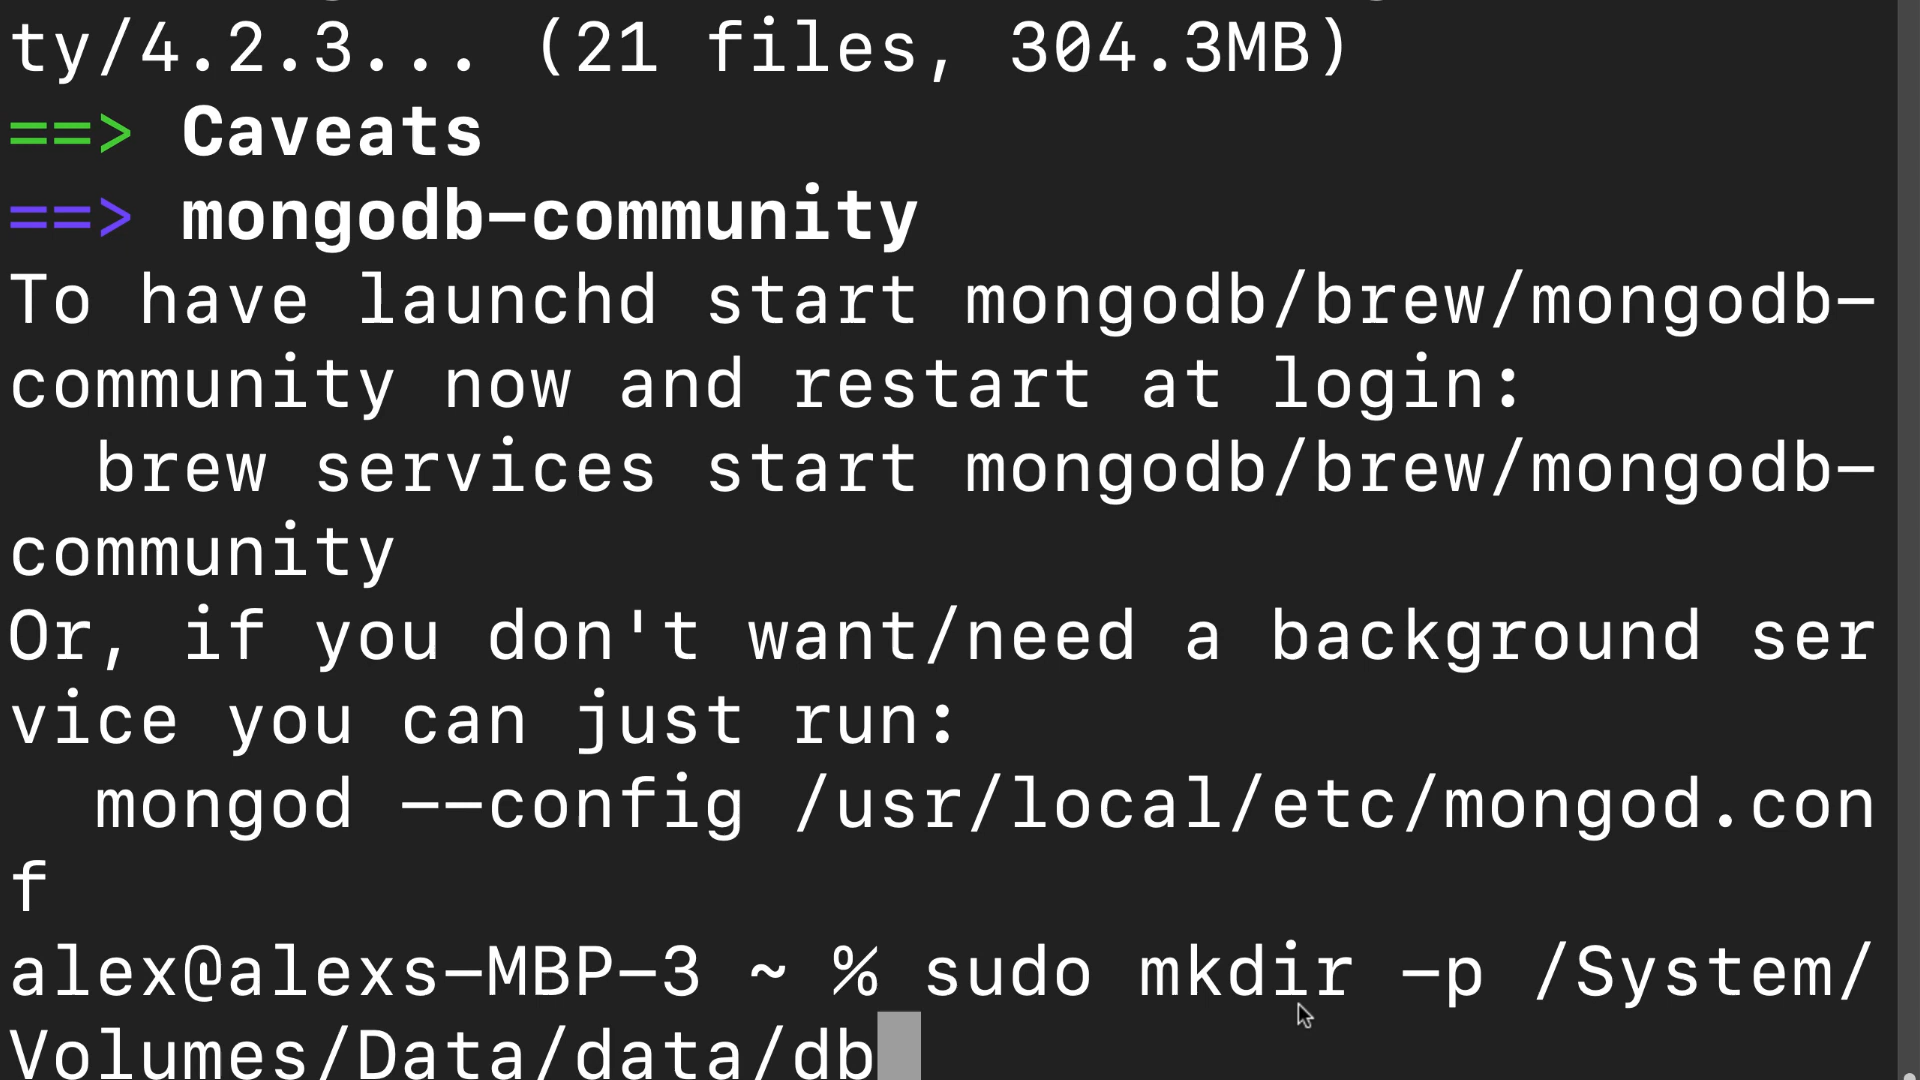 ty/4.2.3... (21 files, 304.3MB)
==> Caveats
==> mongodb-community
To have launchd start mongodb/brew/mongodb-
community now and restart at login:
  brew services start mongodb/brew/mongodb-
community
Or, if you don't want/need a background ser
vice you can just run:
  mongod --config /usr/local/etc/mongod.con
f
alex@alexs-MBP-3 ~ % sudo mkdir -p /System/
Volumes/Data/data/db